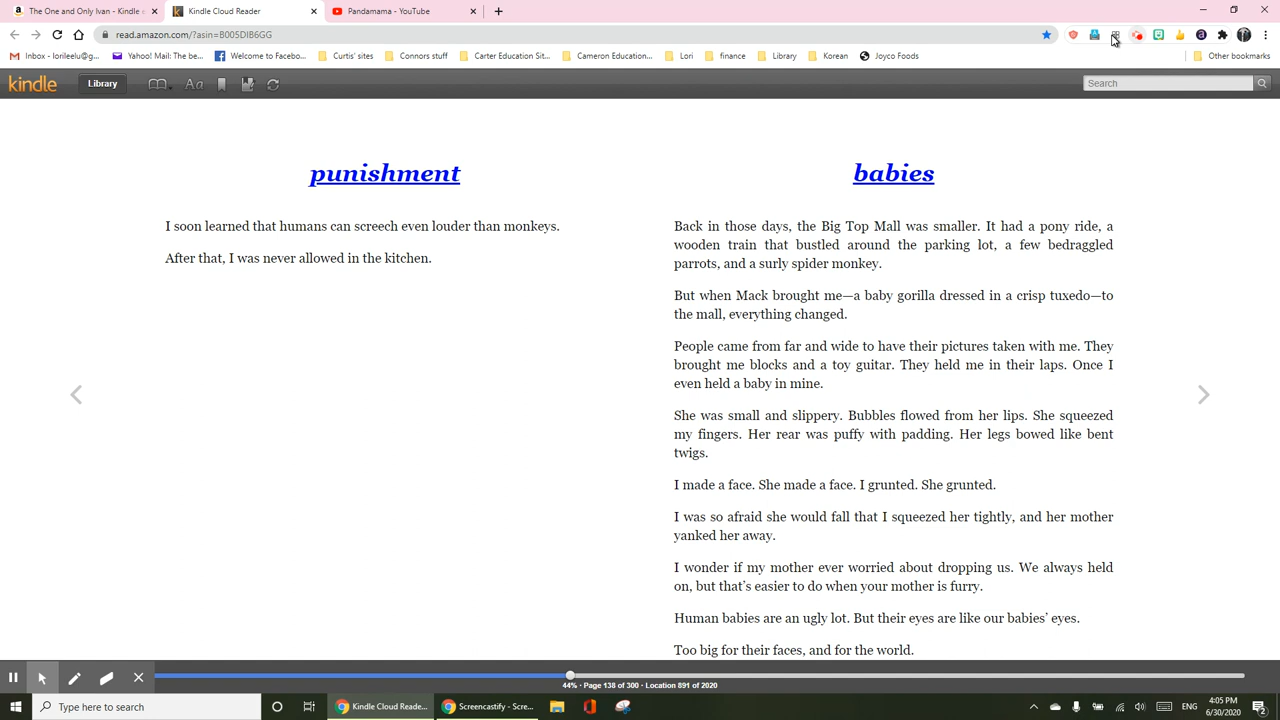 The One and Only Ivan - Kindle
Kindle Cloud Reader
Pandamama - YouTube
read.amazon.com/?asin=B005DIB6GG
Inbox - lorileelu@g...
Yahoo! Mail: The be...
Welcome to Facebo...
Curtis' sites
Connors stuff
Carter Education Sit...
Cameron Education...
Lori
finance
Library
Korean
Joyco Foods
Other bookmarks
kindle
Library
Aa
Search
punishment
I soon learned that humans can screech even louder than monkeys.
After that, I was never allowed in the kitchen.
babies
Back in those days, the Big Top Mall was smaller. It had a pony ride, a
wooden train that bustled around the parking lot, a few bedraggled
parrots, and a surly spider monkey.
But when Mack brought me—a baby gorilla dressed in a crisp tuxedo—to
the mall, everything changed.
People came from far and wide to have their pictures taken with me. They
brought me blocks and a toy guitar. They held me in their laps. Once I
even held a baby in mine.
She was small and slippery. Bubbles flowed from her lips. She squeezed
my fingers. Her rear was puffy with padding. Her legs bowed like bent
twigs.
I made a face. She made a face. I grunted. She grunted.
I was so afraid she would fall that I squeezed her tightly, and her mother
yanked her away.
I wonder if my mother ever worried about dropping us. We always held
on, but that's easier to do when your mother is furry.
Human babies are an ugly lot. But their eyes are like our babies' eyes.
Too big for their faces, and for the world.
44% · Page 138 of 300 · Location 891 of 2020
Type here to search
Kindle Cloud Reade...
Screencastify - Scre...
ENG
4:05 PM
6/30/2020
2